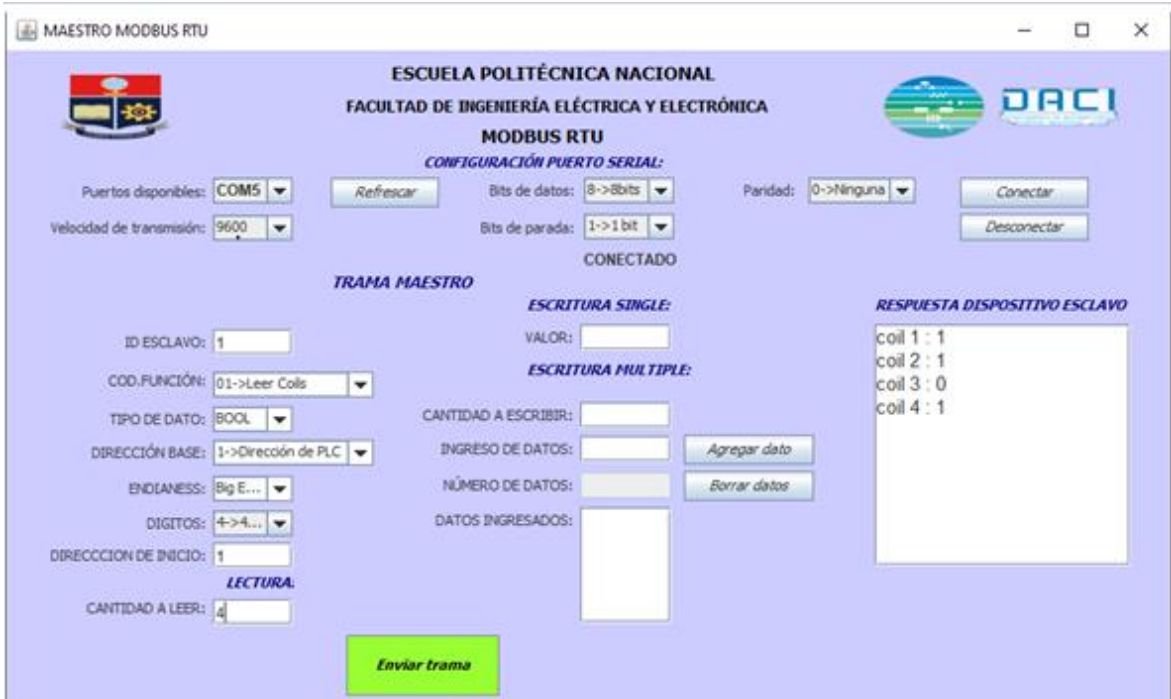 MAESTRO MODBUS RTU
ESCUELA POLITÉCNICA NACIONAL
FACULTAD DE INGENIERÍA ELÉCTRICA Y ELECTRÓNICA
DACI
MODBUS RTU
CONFIGURACIÓN PUERTO SERIAL:
Puertos disponibles: COM5 Refrescar Bits de datos: 8->8bits Paridad: 0->Ninguna Conectar
Velocidad de transmisión: 9600 Bits de parada: 1->1 bit Desconectar
CONECTADO
TRAMA MAESTRO
ESCRITURA SINGLE:
RESPUESTA DISPOSITIVO ESCLAVO
ID ESCLAVO: 1
VALOR:
coil 1 : 1
coil 2 : 1
coil 3 : 0
coil 4 : 1
ESCRITURA MULTIPLE:
COD.FUNCIÓN: 01->Leer Coils
TIPO DE DATO: BOOL
CANTIDAD A ESCRIBIR:
DIRECCIÓN BASE: 1->Dirección de PLC
INGRESO DE DATOS: Agregar dato
ENDIANESS: Big E...
NÚMERO DE DATOS: Borrar datos
DIGITOS: 4->4...
DATOS INGRESADOS:
DIRECCCION DE INICIO: 1
LECTURA:
CANTIDAD A LEER: 4
Enviar trama